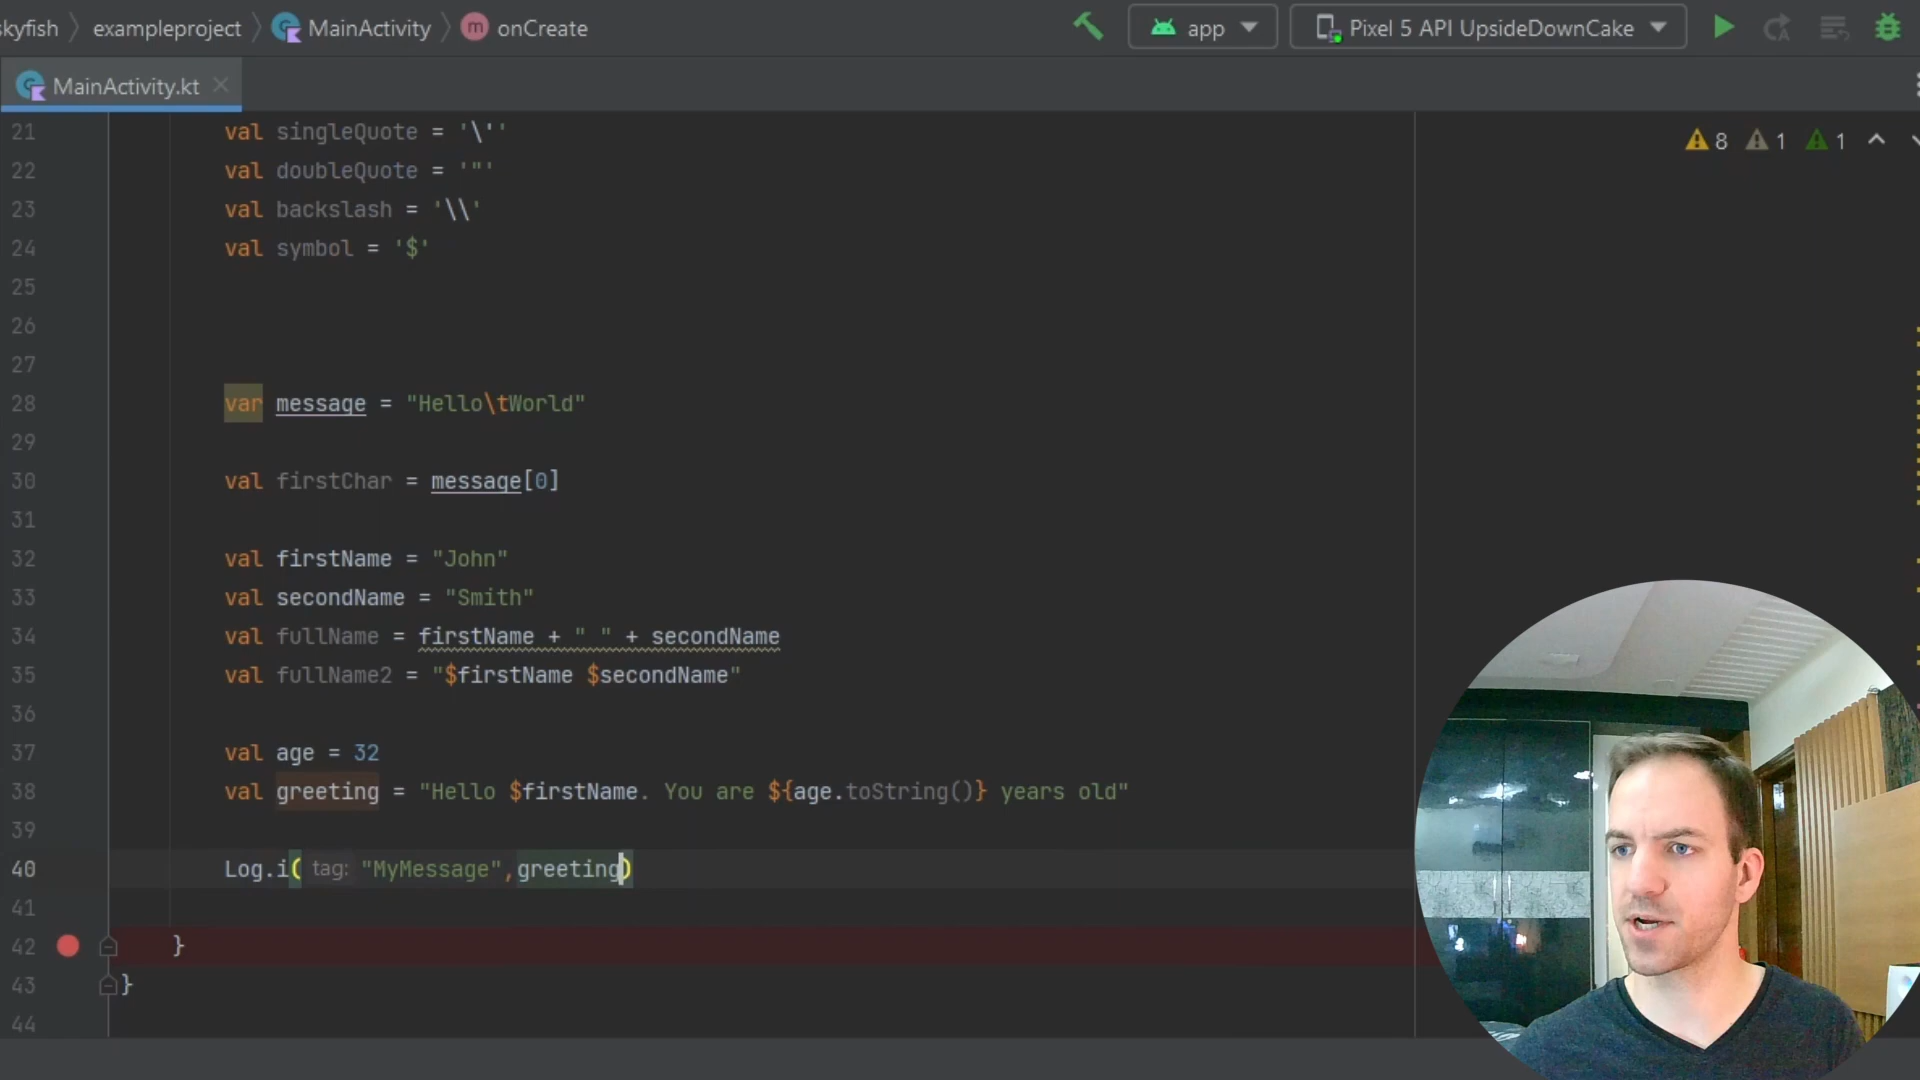 skyfish exampleproject MainActivity m onCreate app Pixel 5 API UpsideDownCake
MainActivity.kt
8 1 1
21 val singleQuote = '\''
22 val doubleQuote = '"'
23 val backslash = '\\'
24 val symbol = '$'
25
26
27
28 var message = "Hello\tWorld"
29
30 val firstChar = message[0]
31
32 val firstName = "John"
33 val secondName = "Smith"
34 val fullName = firstName + " " + secondName
35 val fullName2 = "$firstName $secondName"
36
37 val age = 32
38 val greeting = "Hello $firstName. You are ${age.toString()} years old"
39
40 Log.i( tag: "MyMessage",greeting)
41
42 }
43 }
44